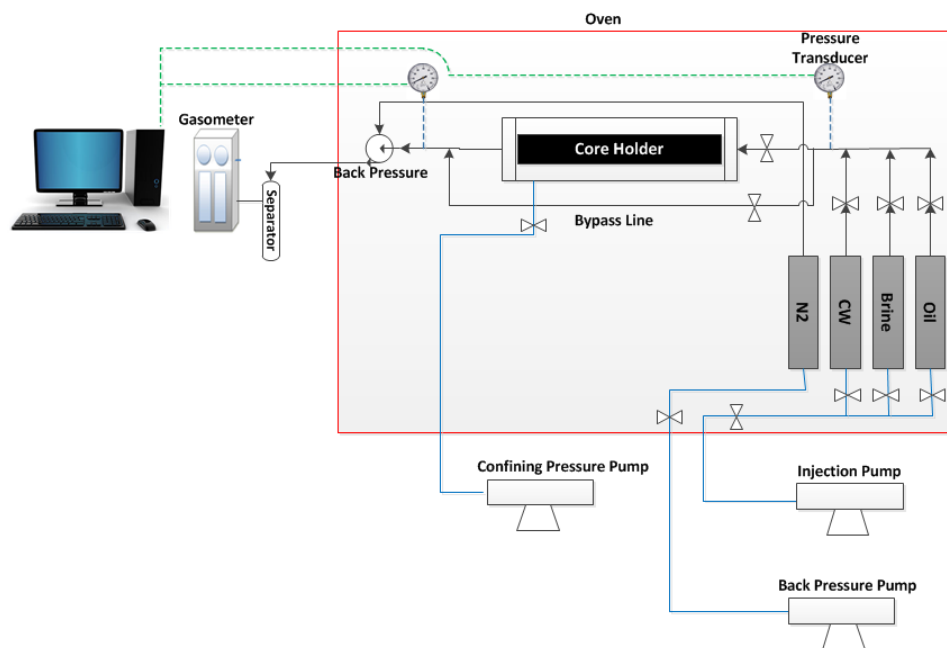 Oven
Pressure
Transducer
Gasometer
Core Holder
Back Pressure
Separator
Bypass Line
N2
CW
Brine
Oil
Confining Pressure Pump
Injection Pump
Back Pressure Pump